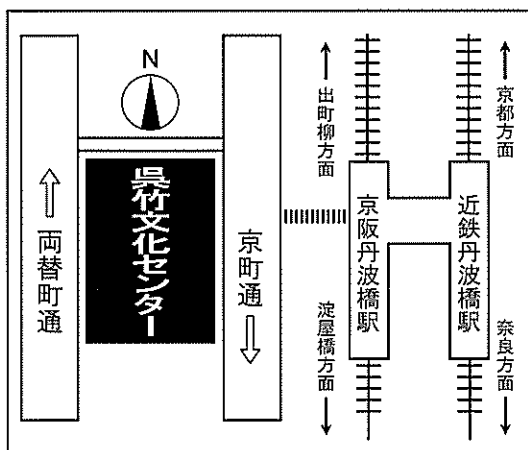 N
両替町通
呉竹文化センター
京町通
出町柳方面
淀屋橋方面
京阪丹波橋駅
近鉄丹波橋駅
京都方面
奈良方面